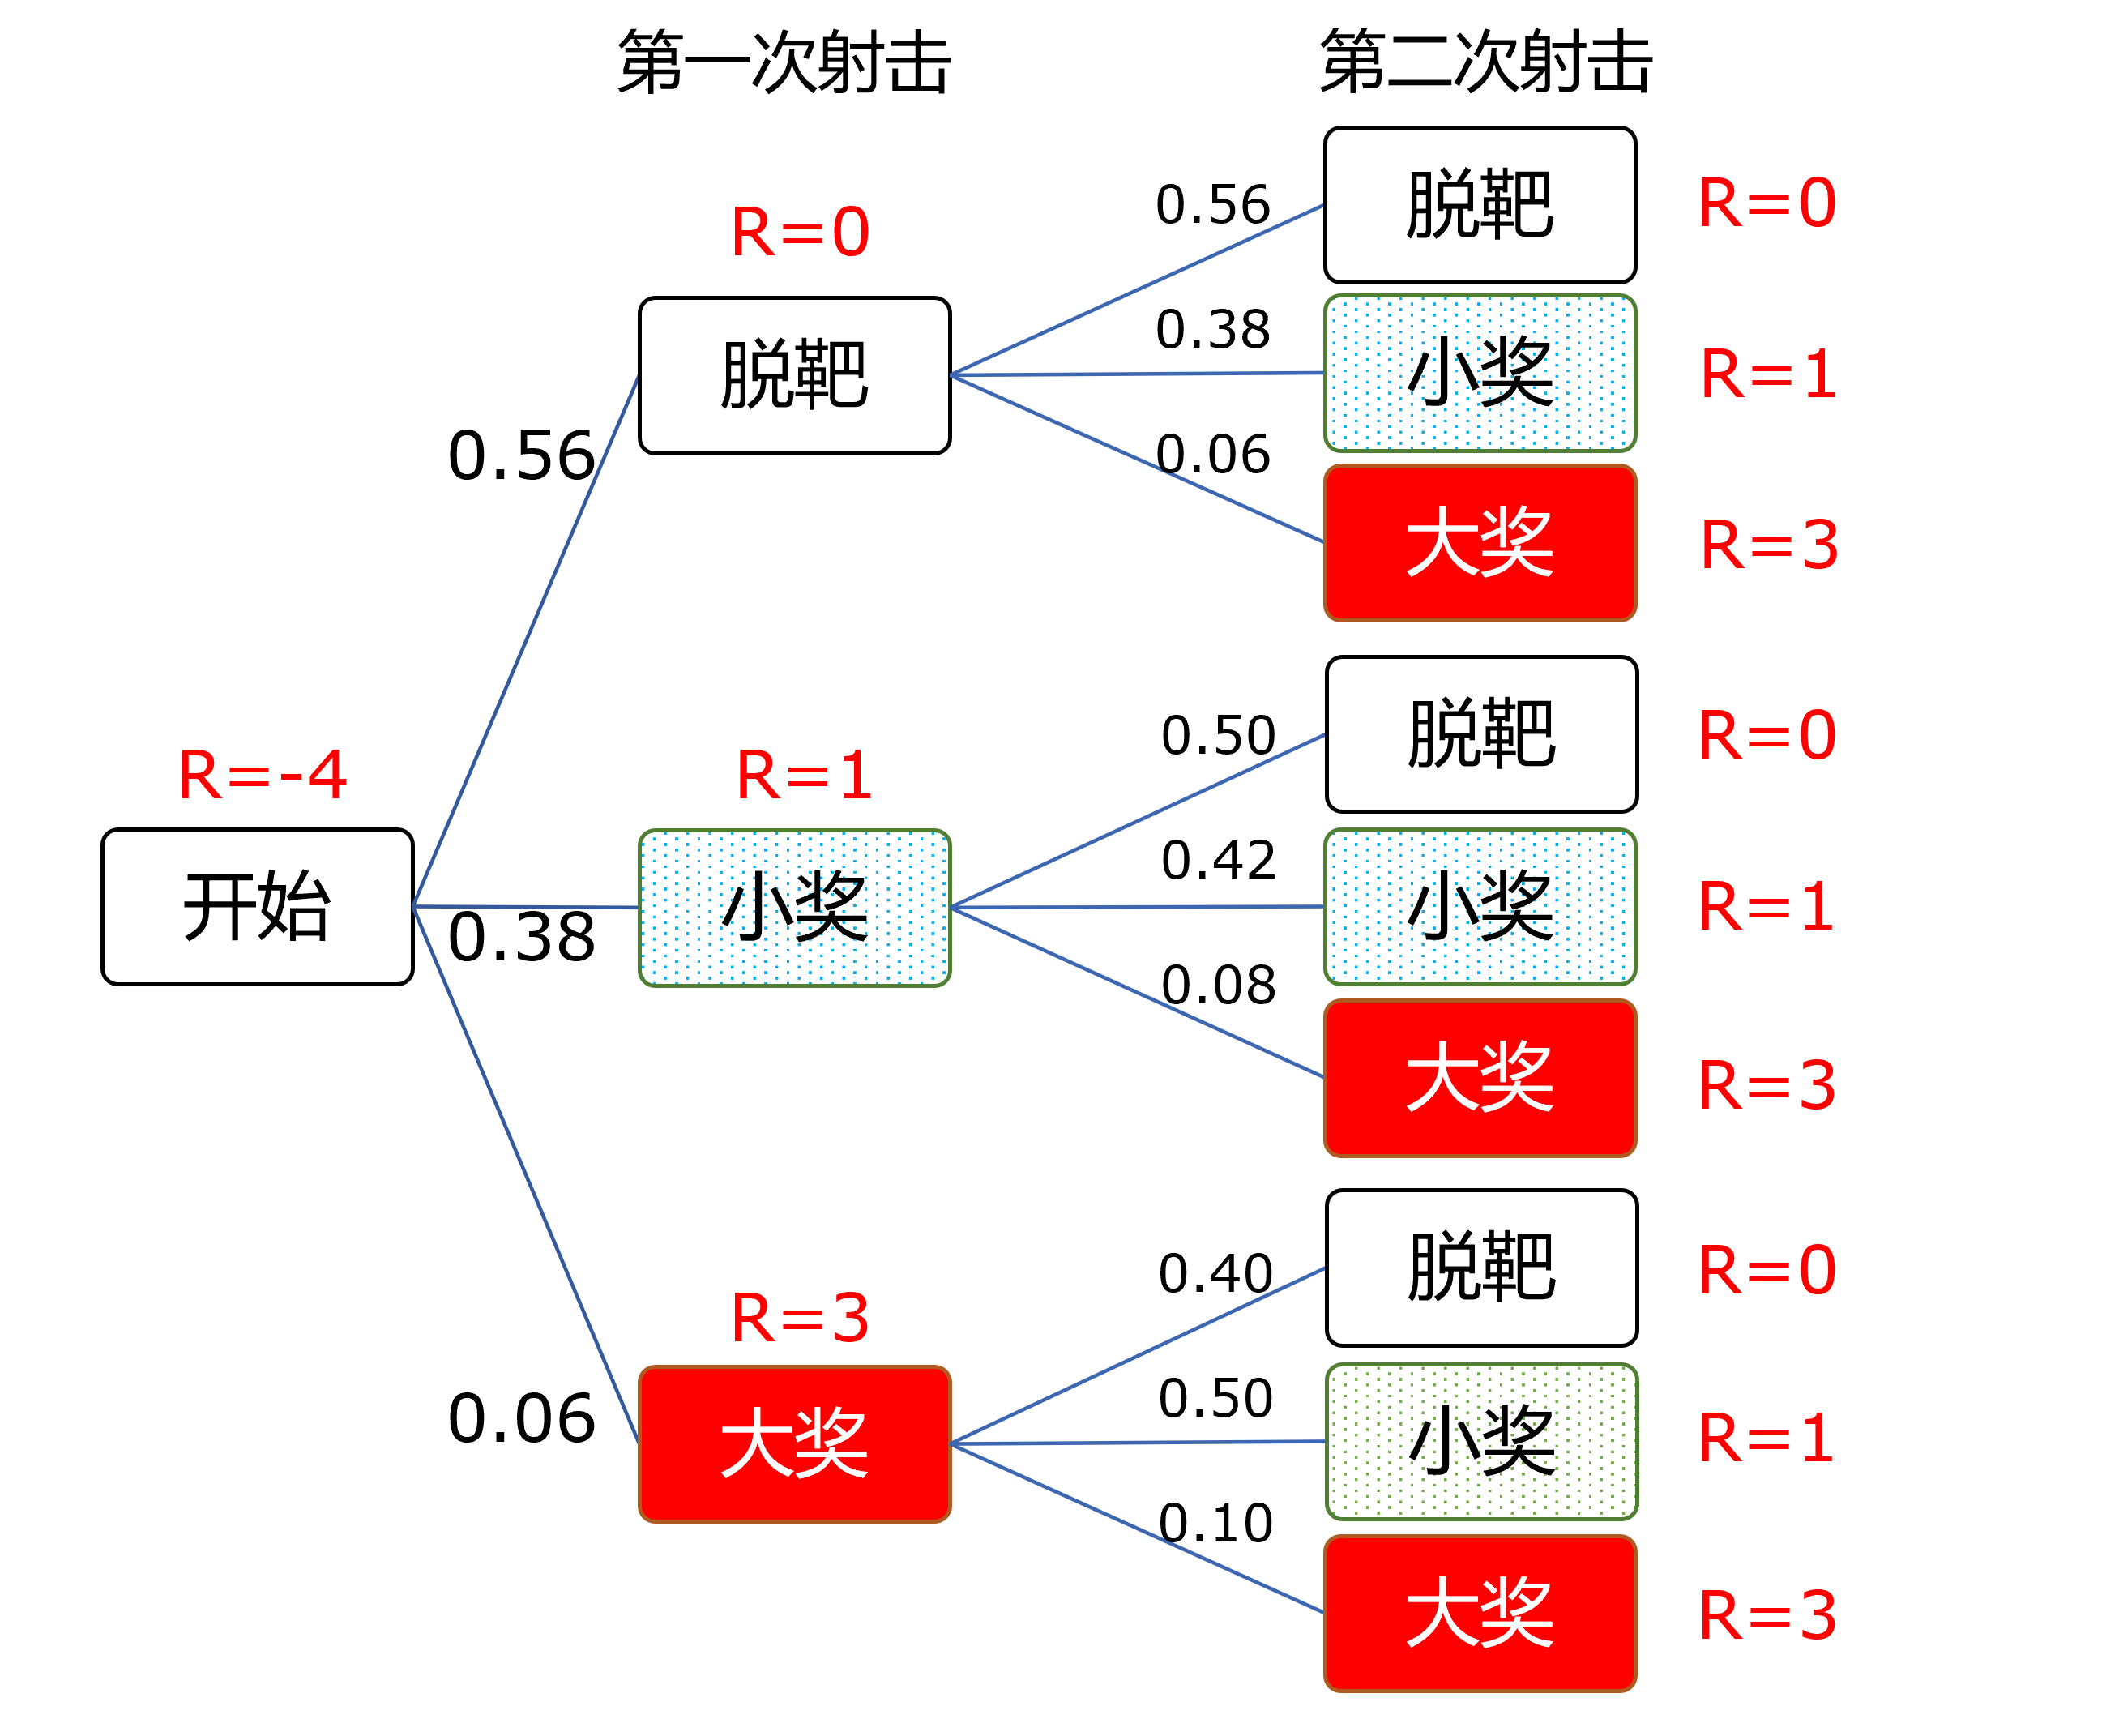 第一次射击
第二次射击
R=0
0.56
脱靶
R=0
脱靶
0.38
小奖
R=1
0.56
0.06
大奖
R=3
R=-4
开始
R=1
0.38
小奖
0.50
脱靶
R=0
0.42
小奖
R=1
0.08
大奖
R=3
R=3
0.06
大奖
0.40
脱靶
R=0
0.50
小奖
R=1
0.10
大奖
R=3